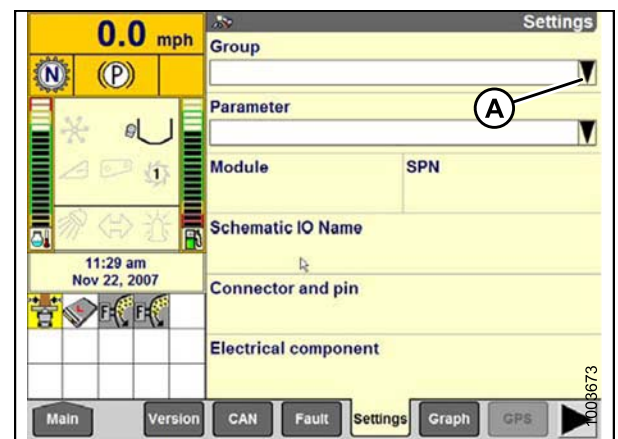 0.0 mph
Settings
N
(P)
Group
A
Parameter
1
Module
SPN
Schematic IO Name
11:29 am
Nov 22, 2007
Connector and pin
F
F
Electrical component
1003673
Main
Version
CAN
Fault
Settings
Graph
GPS